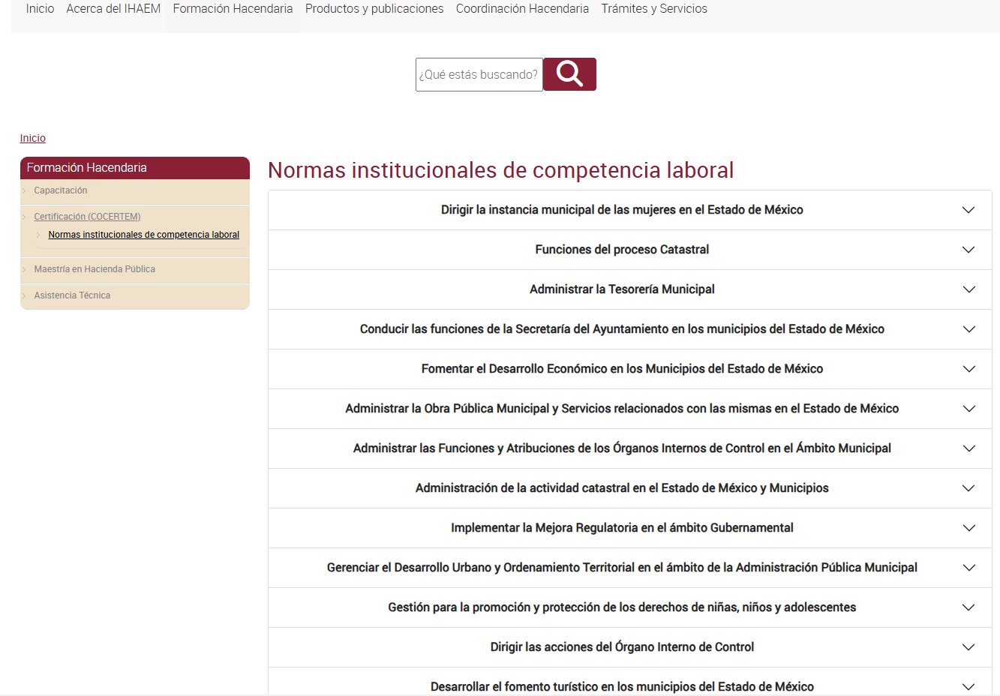 Inicio Acerca del IHAEM Formación Hacendaria Productos y publicaciones Coordinación Hacendaria Trámites y Servicios
¿Qué estás buscando?
Inicio
Formación Hacendaria
Capacitación
Certificación (COCERTEM)
Normas institucionales de competencia laboral
Maestría en Hacienda Pública
Asistencia Técnica
Normas institucionales de competencia laboral
Dirigir la instancia municipal de las mujeres en el Estado de México
Funciones del proceso Catastral
Administrar la Tesorería Municipal
Conducir las funciones de la Secretaría del Ayuntamiento en los municipios del Estado de México
Fomentar el Desarrollo Económico en los Municipios del Estado de México
Administrar la Obra Pública Municipal y Servicios relacionados con las mismas en el Estado de México
Administrar las Funciones y Atribuciones de los Órganos Internos de Control en el Ámbito Municipal
Administración de la actividad catastral en el Estado de México y Municipios
Implementar la Mejora Regulatoria en el ámbito Gubernamental
Gerenciar el Desarrollo Urbano y Ordenamiento Territorial en el ámbito de la Administración Pública Municipal
Gestión para la promoción y protección de los derechos de niñas, niños y adolescentes
Dirigir las acciones del Órgano Interno de Control
Desarrollar el fomento turístico en los municipios del Estado de México